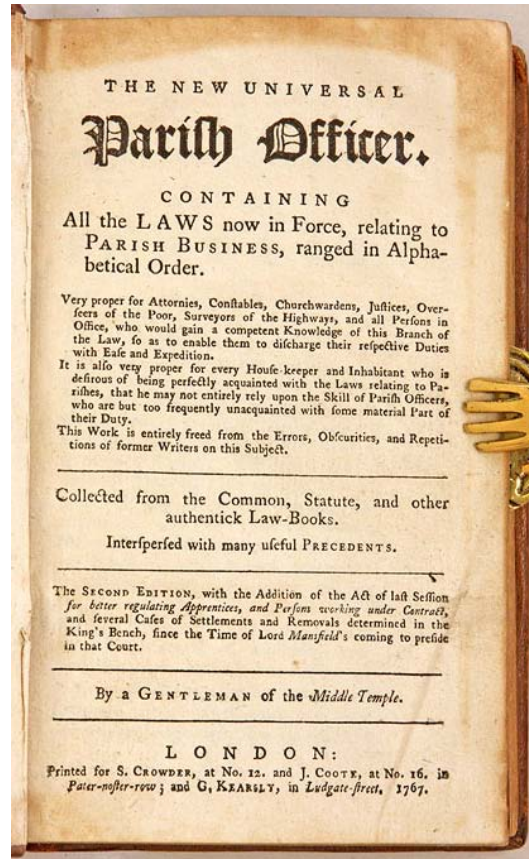 THE NEW UNIVERSAL
Pariſh Officer.
CONTAINING
All the LAWS now in Force, relating to
PARISH BUSINESS, ranged in Alpha-
betical Order.
Very proper for Attornies, Conſtables, Churchwardens, Juſtices, Over-
ſeers of the Poor, Surveyors of the Highways, and all Perſons in
Office, who would gain a competent Knowledge of this Branch of
the Law, ſo as to enable them to diſcharge their reſpective Duties
with Eaſe and Expedition.
It is alſo very proper for every Houſe-keeper and Inhabitant who is
deſirous of being perfectly acquainted with the Laws relating to Pa-
riſhes, that he may not entirely rely upon the Skill of Pariſh Officers,
who are but too frequently unacquainted with ſome material Part of
their Duty.
This Work is entirely freed from the Errors, Obſcurities, and Repeti-
tions of former Writers on this Subject.
Collected from the Common, Statute, and other
authentick Law-Books.
Interſperſed with many uſeful PRECEDENTS.
The SECOND EDITION, with the Addition of the Act of laſt Seſſion
for better regulating Apprentices, and Perſons working under Contract,
and ſeveral Caſes of Settlements and Removals determined in the
King's Bench, ſince the Time of Lord Mansfield's coming to preſide
in that Court.
By a GENTLEMAN of the Middle Temple.
LONDON:
Printed for S. CROWDER, at No. 12. and J. COOTE, at No. 16. in
Pater-noſter-row; and G. KEARSLY, in Ludgate-ſtreet, 1767.